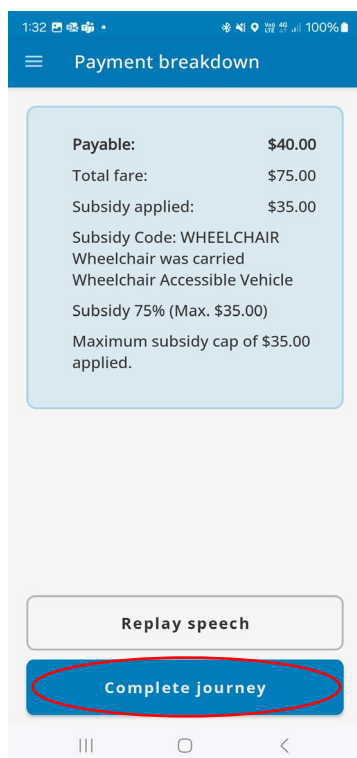 1:32
100%
Payment breakdown
Payable: $40.00
Total fare: $75.00
Subsidy applied: $35.00
Subsidy Code: WHEELCHAIR
Wheelchair was carried
Wheelchair Accessible Vehicle
Subsidy 75% (Max. $35.00)
Maximum subsidy cap of $35.00
applied.
Replay speech
Complete journey